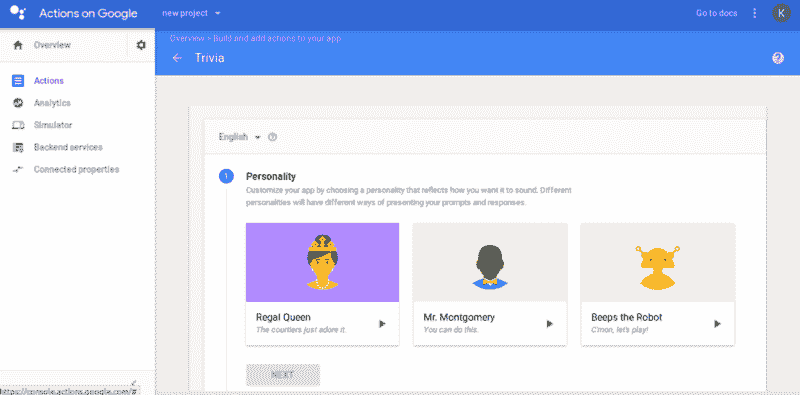 Actions on Google
new project
Go to docs
K
Overview > Build and add actions to your app
Overview
Trivia
Actions
Analytics
Simulator
Backend services
Connected properties
English
1
Personality
Customize your app by choosing a personality that reflects how you want it to sound. Different
personalities will have different ways of presenting your prompts and responses.
Regal Queen
The courtiers just adore it.
Mr. Montgomery
You can do this.
Beeps the Robot
C'mon, let's play!
NEXT
https://console.actions.google.com/#